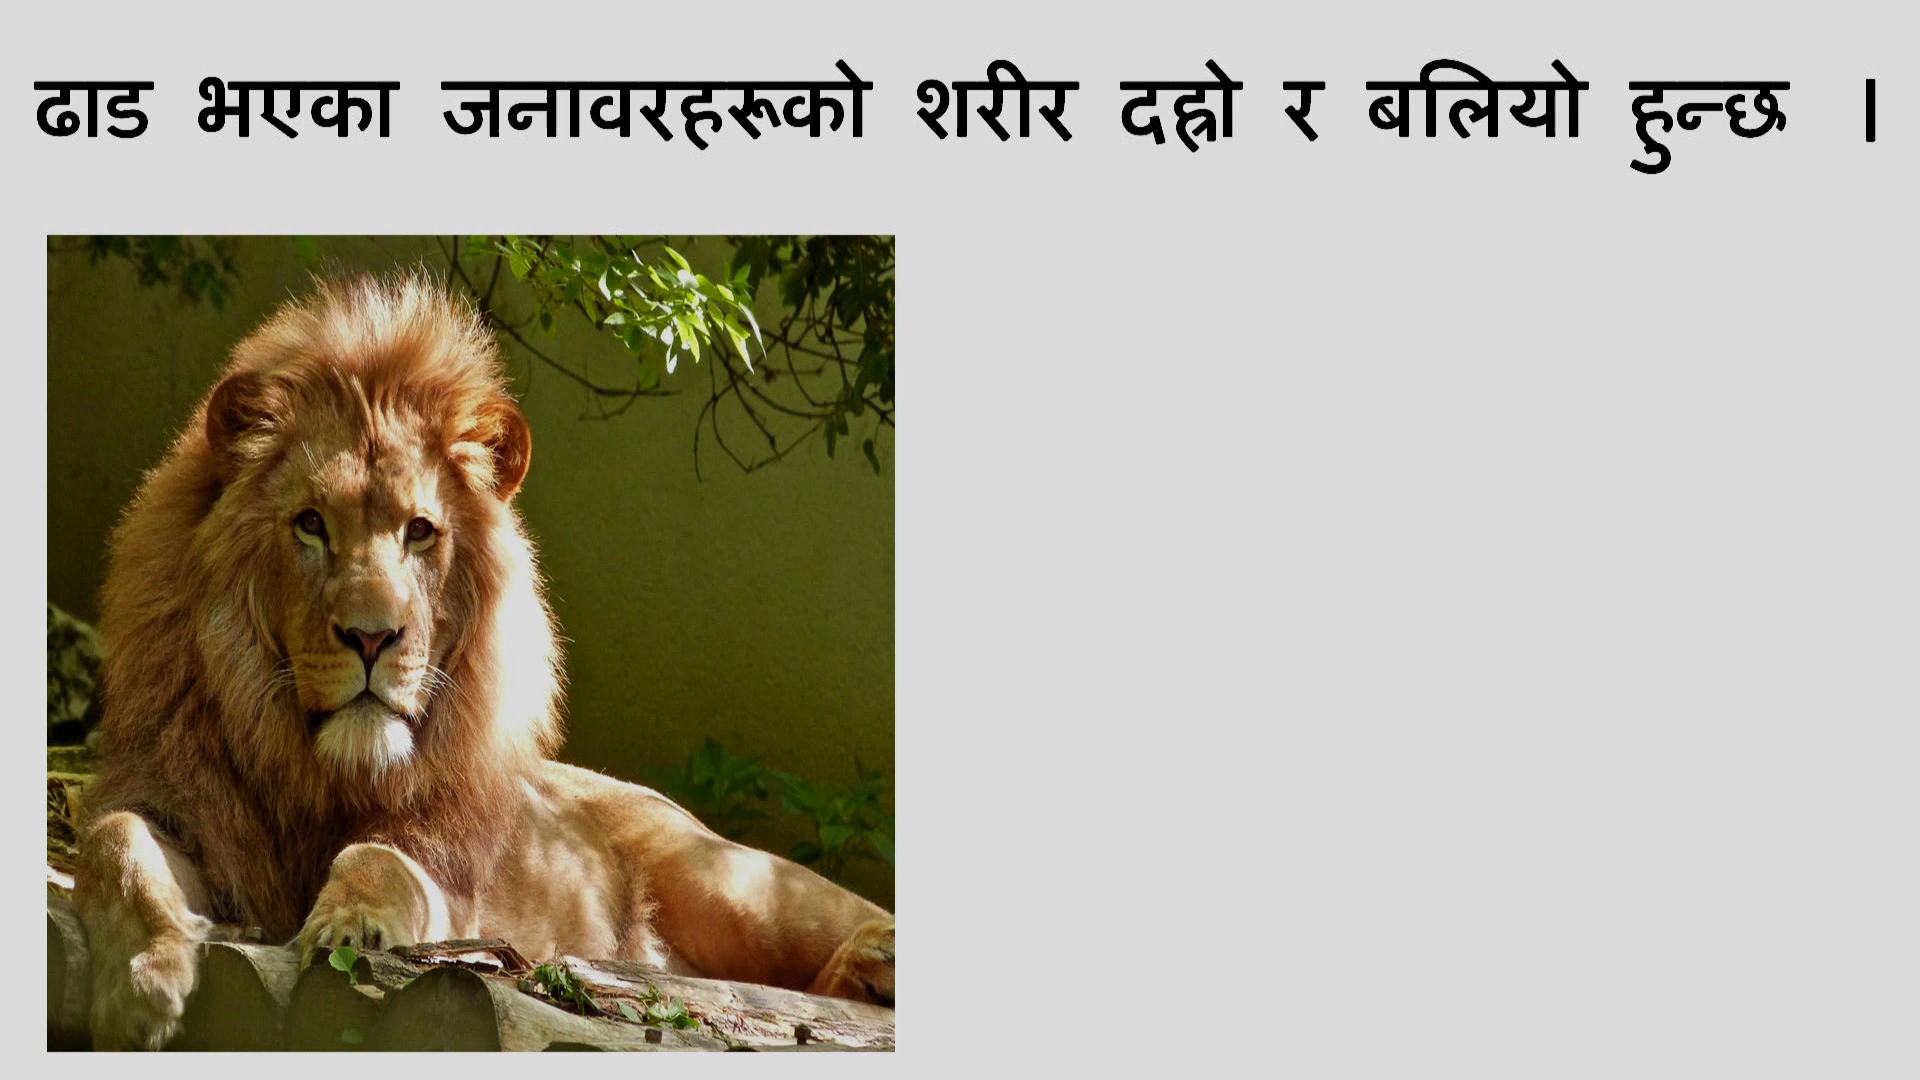 ढाड भएका जनावरहरूको शरीर दह्रो र बलियो हुन्छ ।